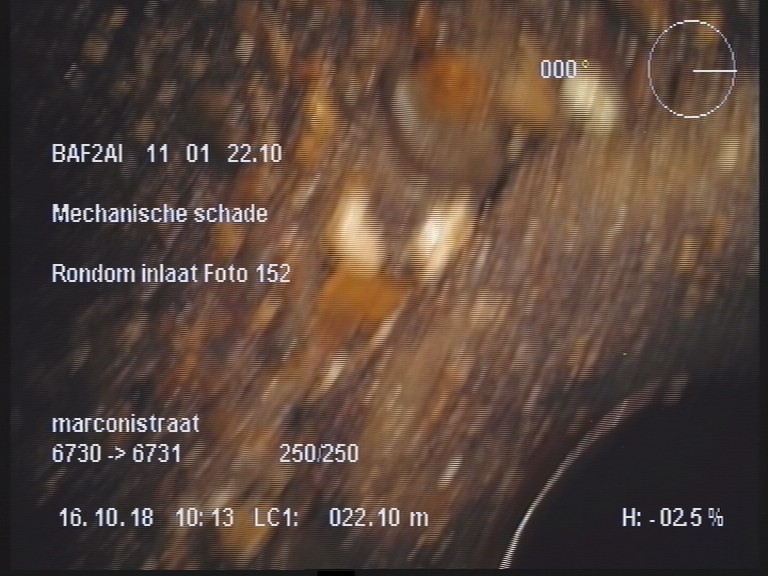 000°
BAF2AI 11 01 22.10
Mechanische schade
Rondom inlaat Foto 152
marconistraat
6730 -> 6731 250/250
16.10.18 10:13 LC1: 022.10 m H: -02.5 %